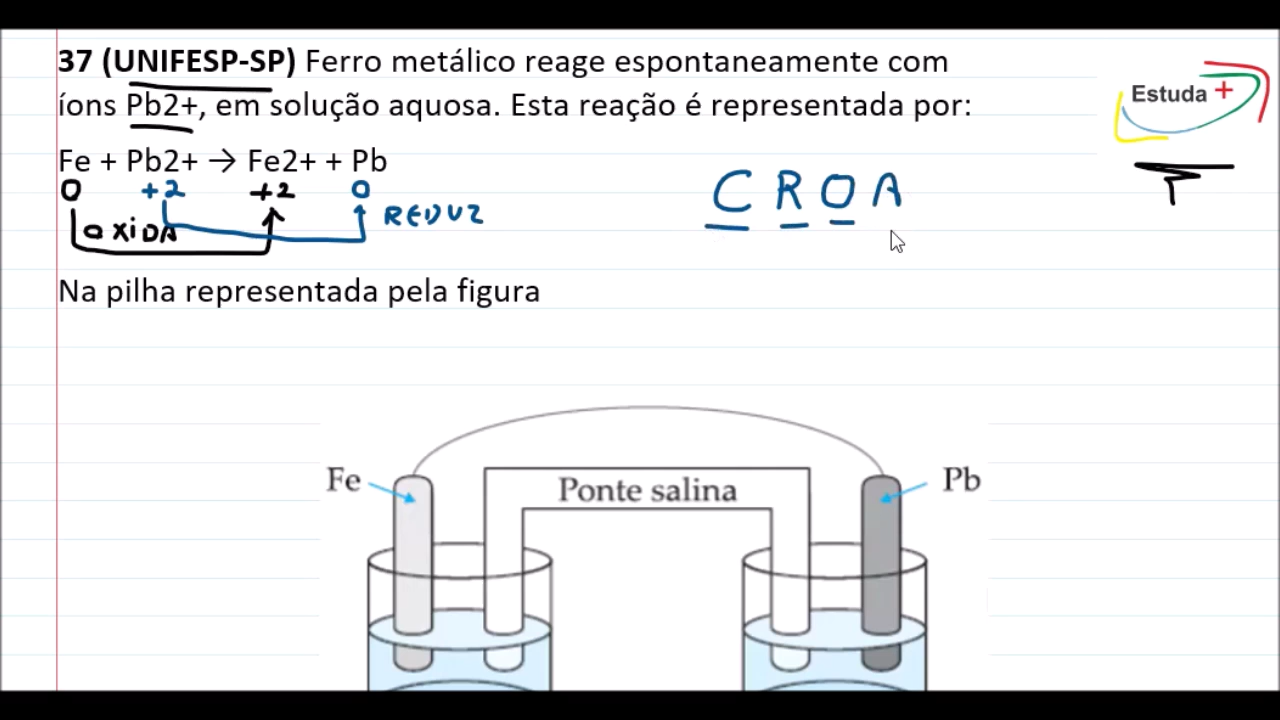 37 (UNIFESP-SP) Ferro metálico reage espontaneamente com
íons Pb2+, em solução aquosa. Esta reação é representada por:
Estuda +
Fe + Pb2+ → Fe2+ + Pb
0 +2 +2 0
OXIDA
REDUZ
C R O A
Na pilha representada pela figura
Fe
Ponte salina
Pb